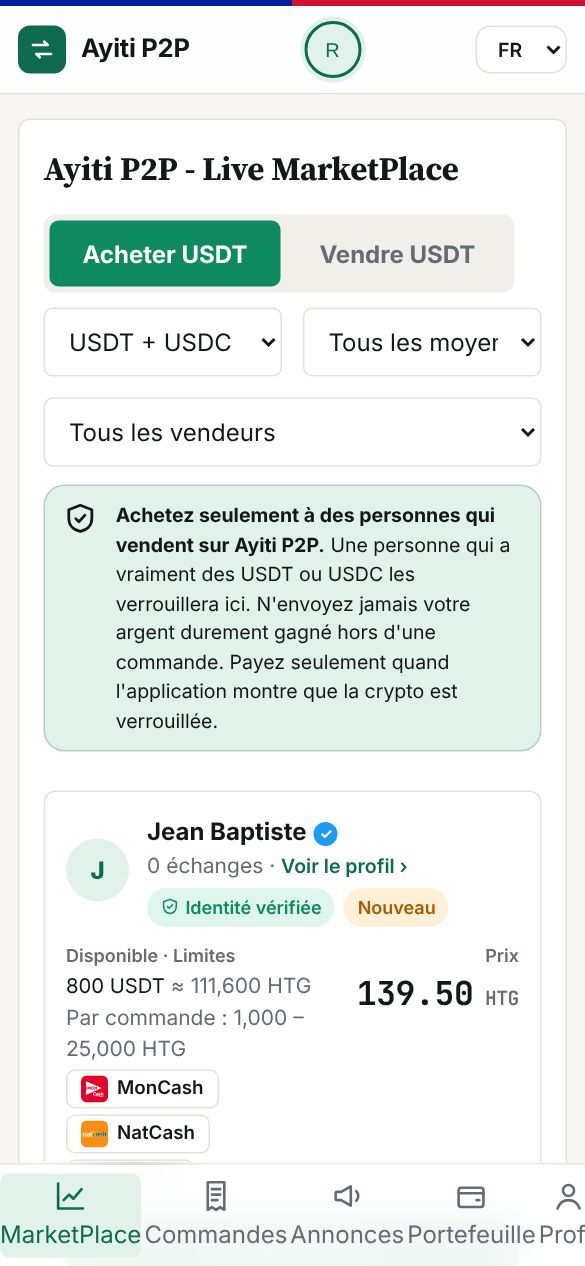 Ayiti P2P
R
FR
Ayiti P2P - Live MarketPlace
Acheter USDT
Vendre USDT
USDT + USDC
Tous les moyer
Tous les vendeurs
Achetez seulement à des personnes qui
vendent sur Ayiti P2P. Une personne qui a
vraiment des USDT ou USDC les
verrouillera ici. N'envoyez jamais votre
argent durement gagné hors d'une
commande. Payez seulement quand
l'application montre que la crypto est
verrouillée.
J
Jean Baptiste
0 échanges · Voir le profil ›
Identité vérifiée
Nouveau
Disponible · Limites
Prix
800 USDT ≈ 111,600 HTG
139.50 HTG
Par commande : 1,000 –
25,000 HTG
MonCash
NatCash
MarketPlace
Commandes
Annonces
Portefeuille
Prof